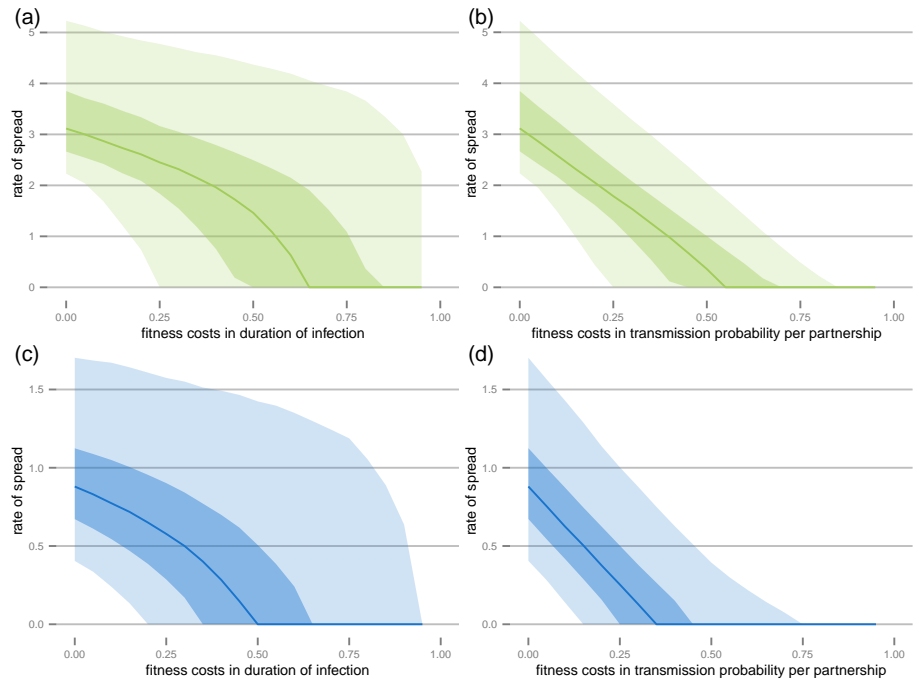 (a)
5
4
3
2
1
0
rate of spread
0.00 0.25 0.50 0.75 1.00
fitness costs in duration of infection
(b)
5
4
3
2
1
0
rate of spread
0.00 0.25 0.50 0.75 1.00
fitness costs in transmission probability per partnership
(c)
1.5
1.0
0.5
0.0
rate of spread
0.00 0.25 0.50 0.75 1.00
fitness costs in duration of infection
(d)
1.5
1.0
0.5
0.0
rate of spread
0.00 0.25 0.50 0.75 1.00
fitness costs in transmission probability per partnership